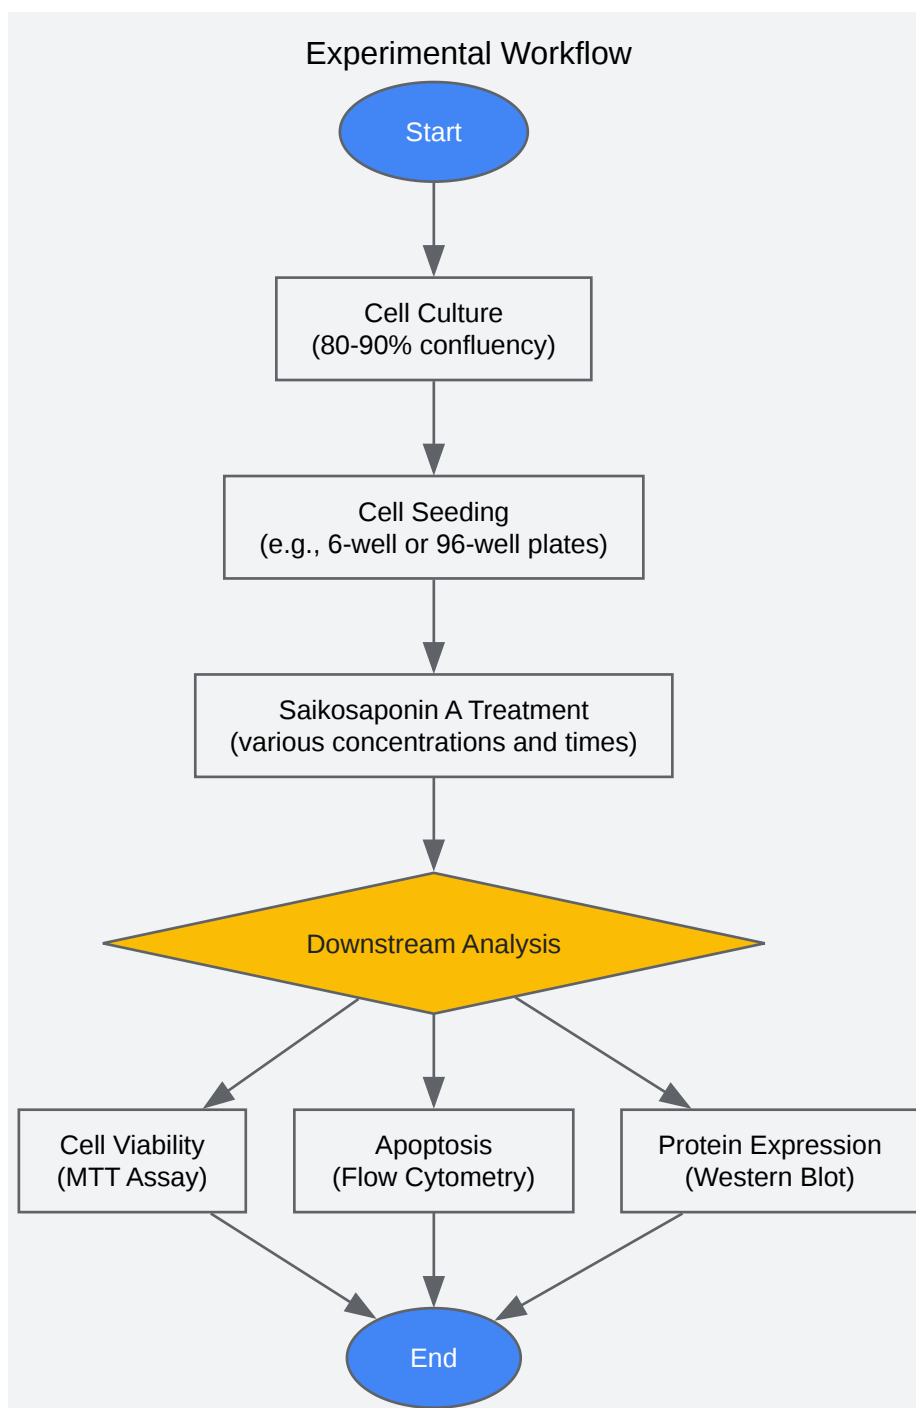 Experimental Workflow
Start
Cell Culture
(80-90% confluency)
Cell Seeding
(e.g., 6-well or 96-well plates)
Saikosaponin A Treatment
(various concentrations and times)
Downstream Analysis
Cell Viability
(MTT Assay)
Apoptosis
(Flow Cytometry)
Protein Expression
(Western Blot)
End